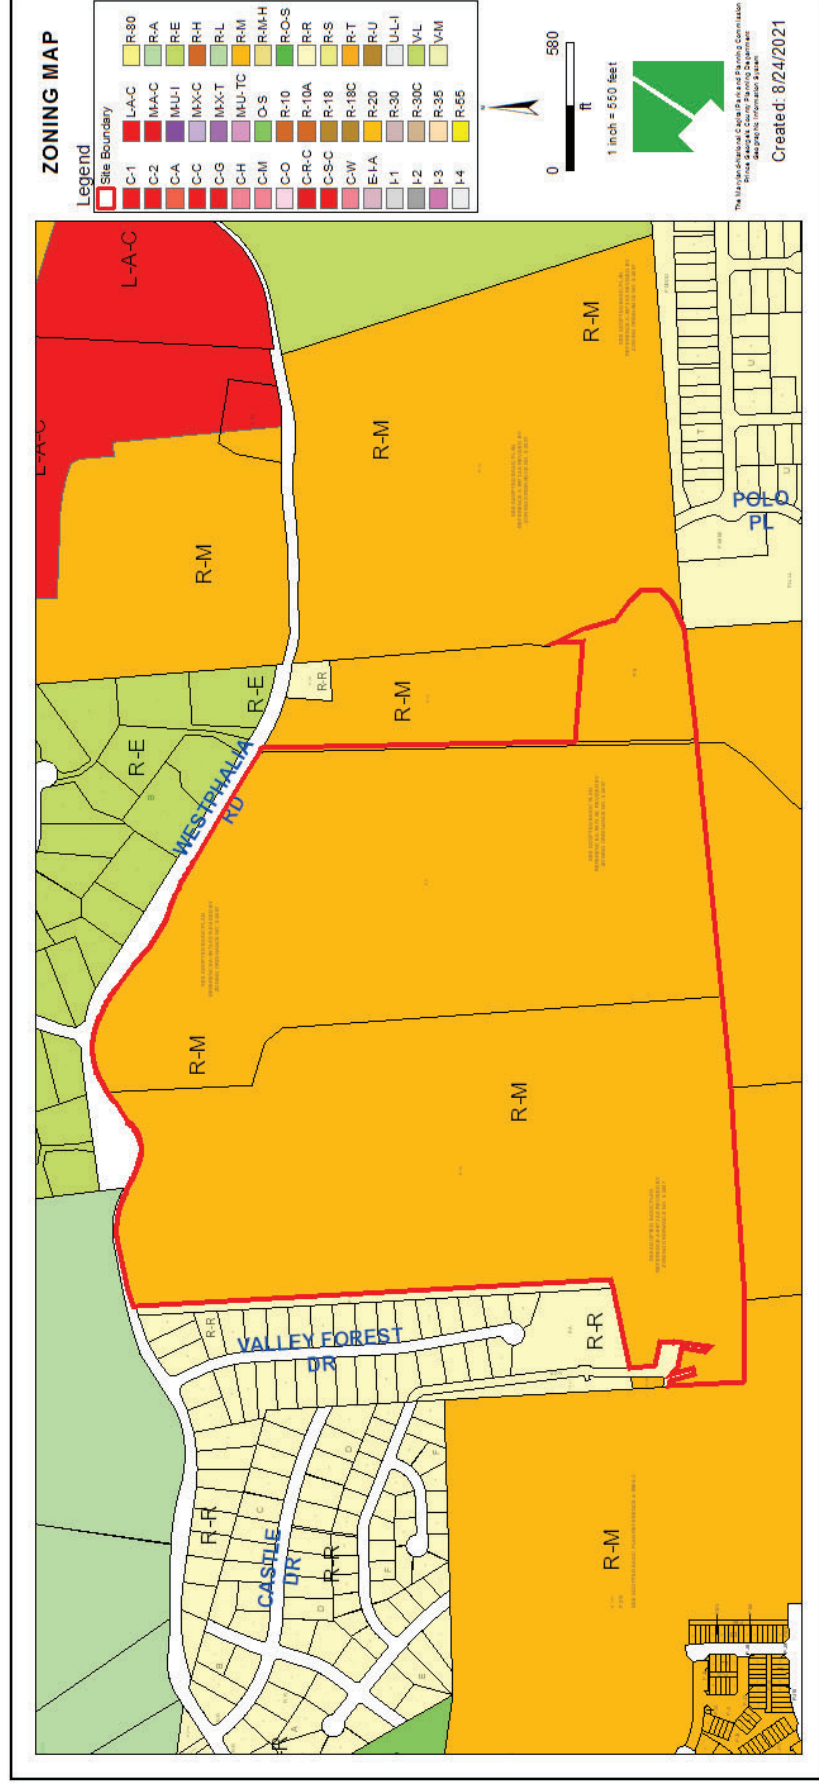 ZONING MAP
Legend
Site Boundary
C-1
C-2
C-A
C-C
C-G
C-H
C-M
C-O
C-R-C
C-S-C
C-W
E-I-A
I-1
I-2
I-3
I-4
L-A-C
M-A-C
M-U-I
M-X-C
M-X-T
M-U-TC
O-S
R-10
R-10A
R-18
R-18C
R-20
R-30
R-30C
R-35
R-55
R-80
R-A
R-E
R-H
R-L
R-M
R-M-H
R-O-S
R-R
R-S
R-T
R-U
U-L-I
V-L
V-M
0
580
ft
1 inch = 550 feet
The Maryland-National Capital Park and Planning Commission
Prince George's County Planning Department
Geographic Information System
Created: 8/24/2021
L-A-C
L-A-C
R-M
R-M
R-M
R-E
R-E
R-R
R-M
WESTPHALIA
RD
POLO
PL
R-M
R-M
R-R
VALLEY FOREST
DR
R-R
R-R
CASTLE
DR
R-R
R-R
R-M